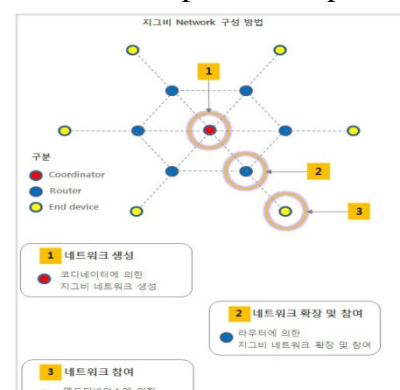 지그비 Network 구성 방법
1
2
3
구분
Coordinator
Router
End device
1 네트워크 생성
코디네이터에 의한
지그비 네트워크 생성
2 네트워크 확장 및 참여
라우터에 의한
지그비 네트워크 확장 및 참여
3 네트워크 참여